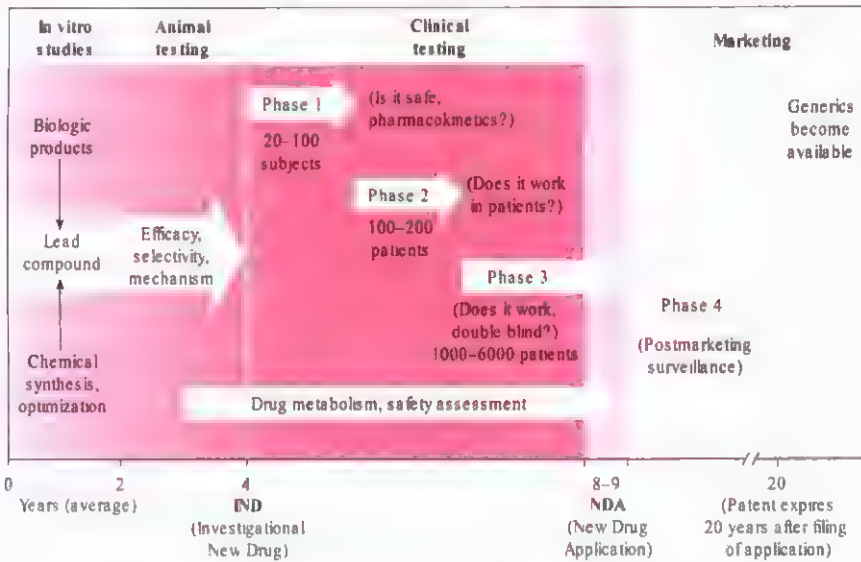 In vitro
studies
Animal
testing
Clinical
testing
Marketing
Biologic
products
Lead
compound
Chemical
synthesis,
optimization
Efficacy,
selectivity,
mechanism
Phase 1
20–100
subjects
(Is it safe,
pharmacokmetics?)
Phase 2
100–200
patients
(Does it work
in patients?)
Phase 3
(Does it work,
double blind?)
1000–6000 patients
Drug metabolism, safety assessment
Phase 4
(Postmarketing
surveillance)
Generics
become
available
0
2
4
8–9
20
Years (average)
IND
(Investigational
New Drug)
NDA
(New Drug
Application)
(Patent expires
20 years after filing
of application)